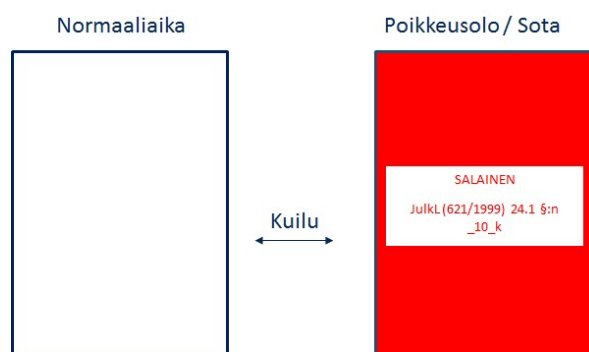 Normaaliaika
Poikkeusolo / Sota
Kuilu
SALAINEN
JulkL (621/1999) 24.1 §:n
_10_k